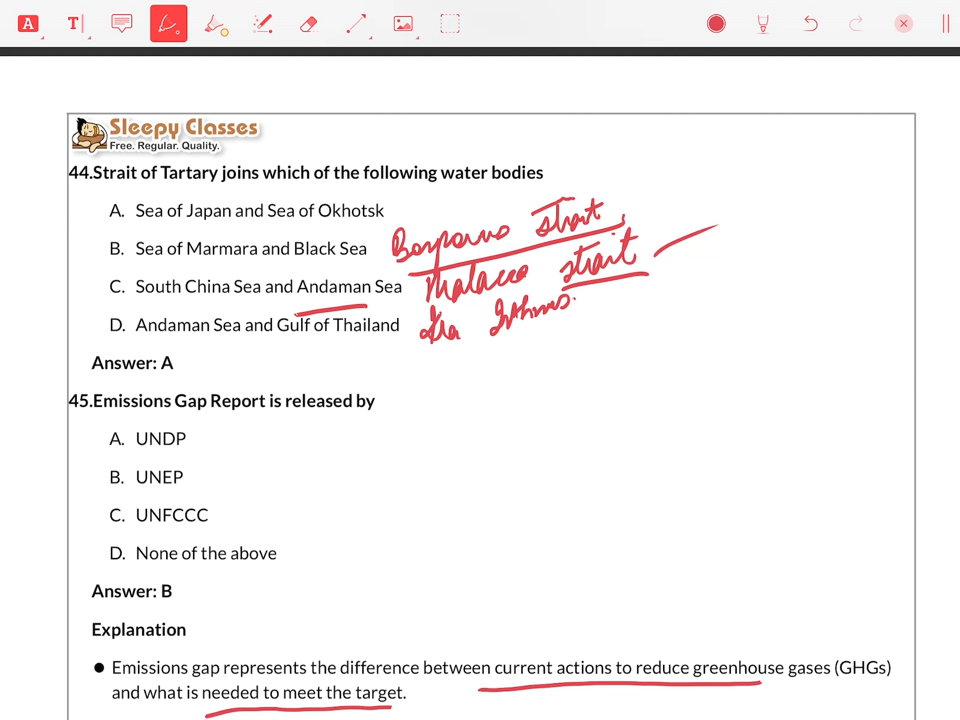 A T
Sleepy Classes
Free. Regular. Quality.
44.Strait of Tartary joins which of the following water bodies
A. Sea of Japan and Sea of Okhotsk
B. Sea of Marmara and Black Sea
C. South China Sea and Andaman Sea
D. Andaman Sea and Gulf of Thailand
strait
Malacca strait
Kra Isthmus.
Answer: A
45.Emissions Gap Report is released by
A. UNDP
B. UNEP
C. UNFCCC
D. None of the above
Answer: B
Explanation
● Emissions gap represents the difference between current actions to reduce greenhouse gases (GHGs)
and what is needed to meet the target.